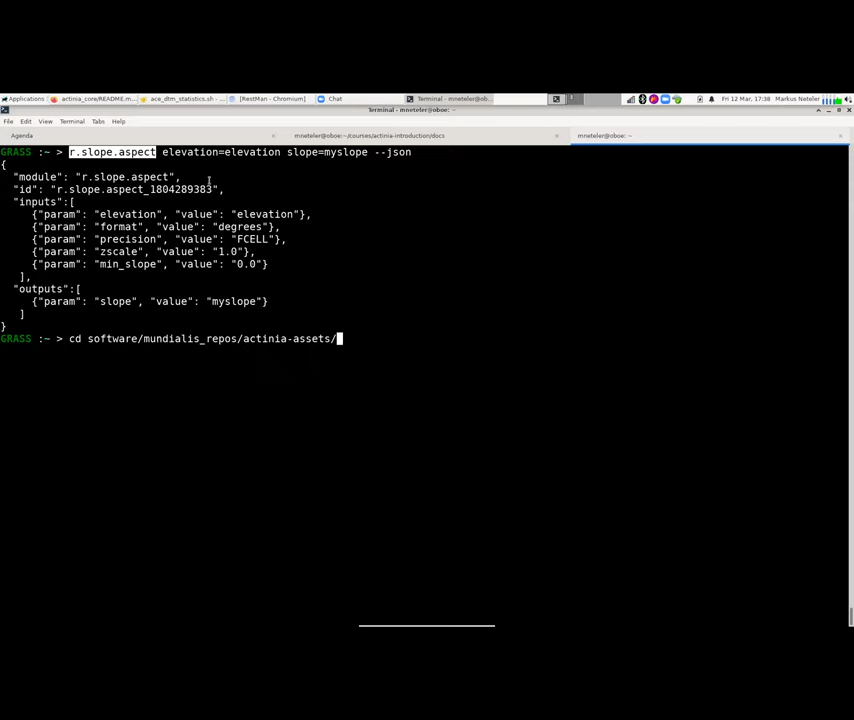 Applications
actinia_core/README.m...
ace_dtm_statistics.sh - ...
[RestMan - Chromium]
Chat
Terminal - mneteler@ob...
Fri 12 Mar, 17:38
Markus Neteler
Terminal - mneteler@oboe: ~
File Edit View Terminal Tabs Help
Agenda
mneteler@oboe:~/courses/actinia-introduction/docs
mneteler@oboe: ~
GRASS :~ > r.slope.aspect elevation=elevation slope=myslope --json
{
"module": "r.slope.aspect",
"id": "r.slope.aspect_1804289383",
"inputs":[
{"param": "elevation", "value": "elevation"},
{"param": "format", "value": "degrees"},
{"param": "precision", "value": "FCELL"},
{"param": "zscale", "value": "1.0"},
{"param": "min_slope", "value": "0.0"}
],
"outputs":[
{"param": "slope", "value": "myslope"}
]
}
GRASS :~ > cd software/mundialis_repos/actinia-assets/